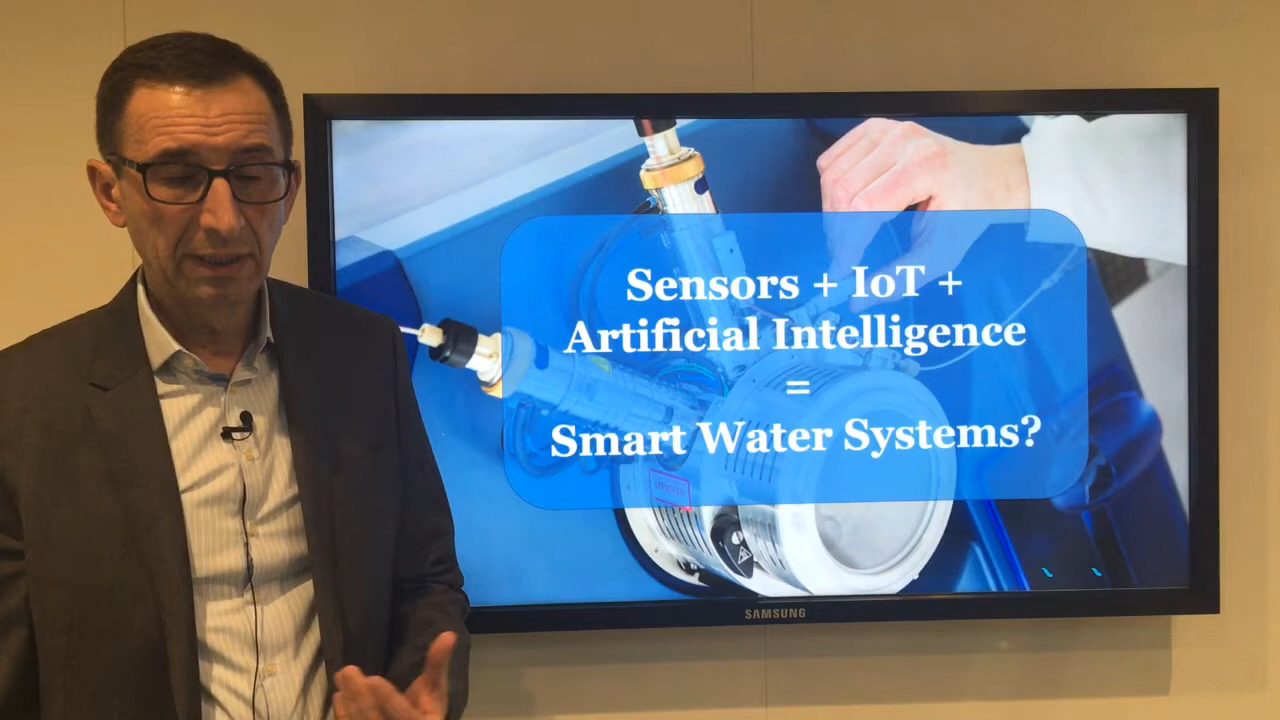 Sensors + IoT +
Artificial Intelligence
=
Smart Water Systems?
SAMSUNG